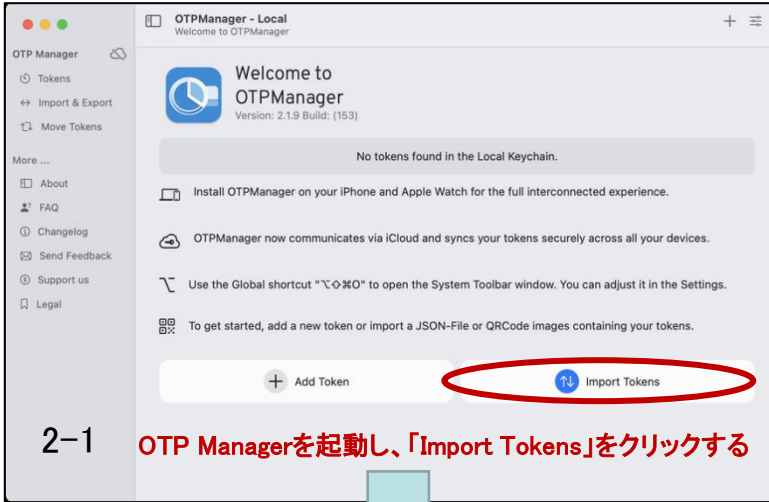 OTPManager - Local
Welcome to OTPManager
OTP Manager
Tokens
Import & Export
Move Tokens
More ...
About
FAQ
Changelog
Send Feedback
Support us
Legal
Welcome to
OTPManager
Version: 2.1.9 Build: (153)
No tokens found in the Local Keychain.
Install OTPManager on your iPhone and Apple Watch for the full interconnected experience.
OTPManager now communicates via iCloud and syncs your tokens securely across all your devices.
Use the Global shortcut "⌥⇧⌘O" to open the System Toolbar window. You can adjust it in the Settings.
To get started, add a new token or import a JSON-File or QRCode images containing your tokens.
Add Token
Import Tokens
2-1
OTP Managerを起動し、「Import Tokens」をクリックする